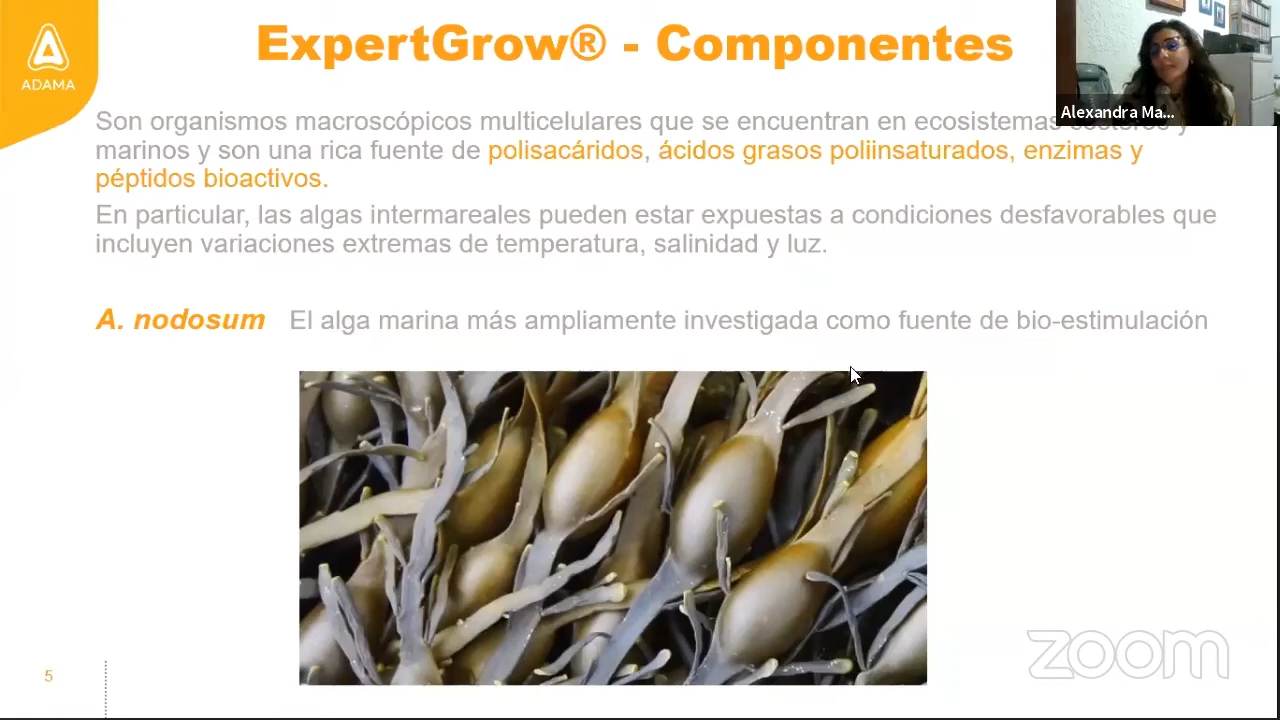 ExpertGrow® - Componentes
ADAMA
Alexandra Ma...
Son organismos macroscópicos multicelulares que se encuentran en ecosistemas y
marinos y son una rica fuente de polisacáridos, ácidos grasos poliinsaturados, enzimas y
péptidos bioactivos.
En particular, las algas intermareales pueden estar expuestas a condiciones desfavorables que
incluyen variaciones extremas de temperatura, salinidad y luz.
A. nodosum El alga marina más ampliamente investigada como fuente de bio-estimulación
zoom
5